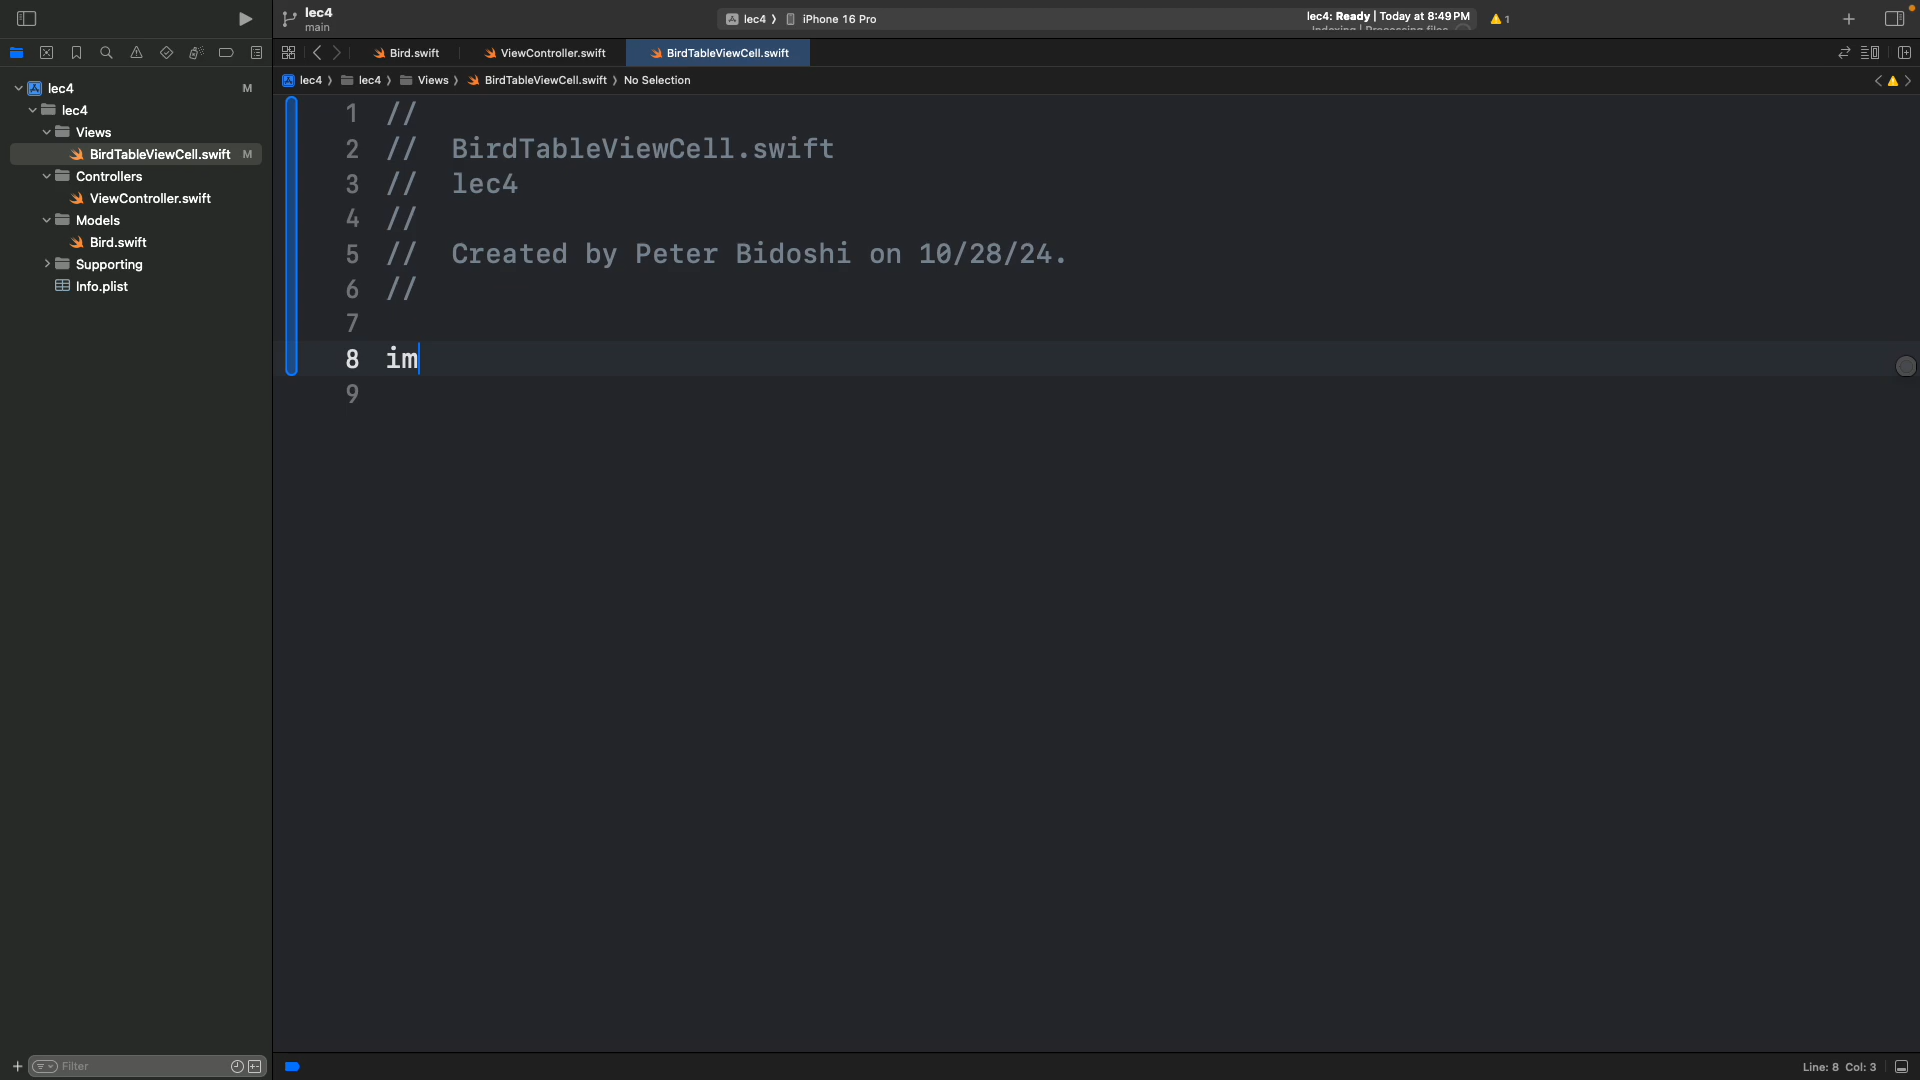 lec4
main
lec4 ⟩ iPhone 16 Pro
lec4: Ready | Today at 8:49 PM
Indexing | Processing files
1
Bird.swift
ViewController.swift
BirdTableViewCell.swift
lec4 ⟩ lec4 ⟩ Views ⟩ BirdTableViewCell.swift ⟩ No Selection
lec4 M
lec4
Views
BirdTableViewCell.swift M
Controllers
ViewController.swift
Models
Bird.swift
Supporting
Info.plist
1 //
2 //  BirdTableViewCell.swift
3 //  lec4
4 //
5 //  Created by Peter Bidoshi on 10/28/24.
6 //
7
8 im
9
Filter
Line: 8 Col: 3